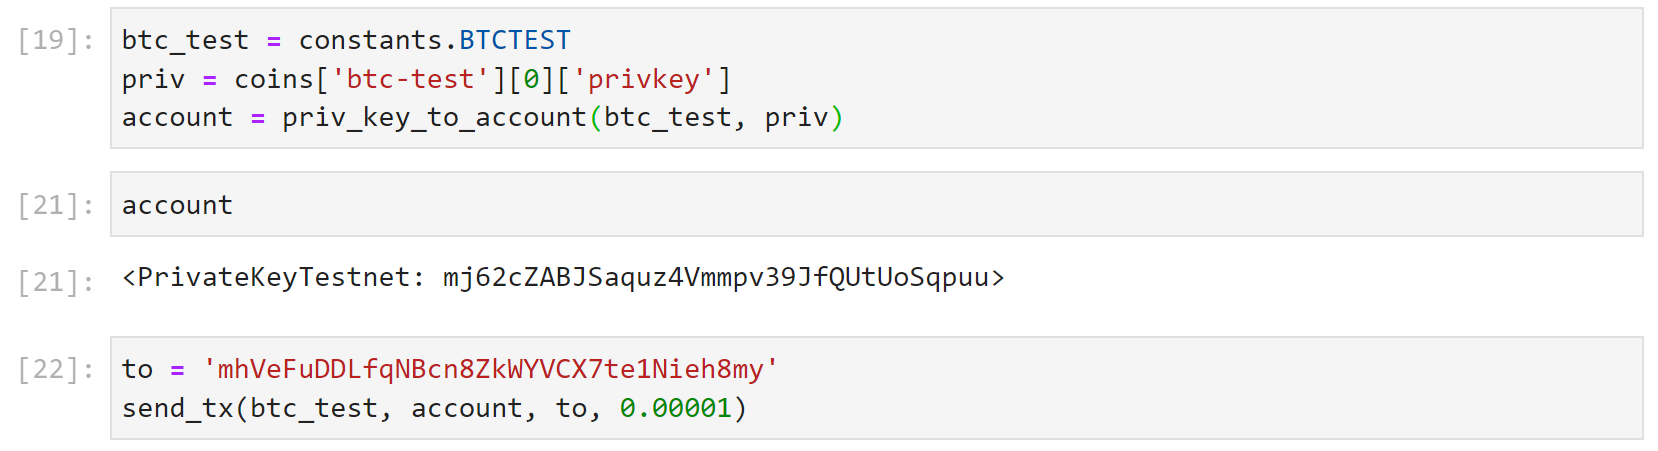 [19]: btc_test = constants.BTCTEST
priv = coins['btc-test'][0]['privkey']
account = priv_key_to_account(btc_test, priv)
[21]: account
[21]: <PrivateKeyTestnet: mj62cZABJSaquz4Vmmpv39JfQUtUoSqpuu>
[22]: to = 'mhVeFuDDLfqNBcn8ZkWYVCX7te1Nieh8my'
send_tx(btc_test, account, to, 0.00001)